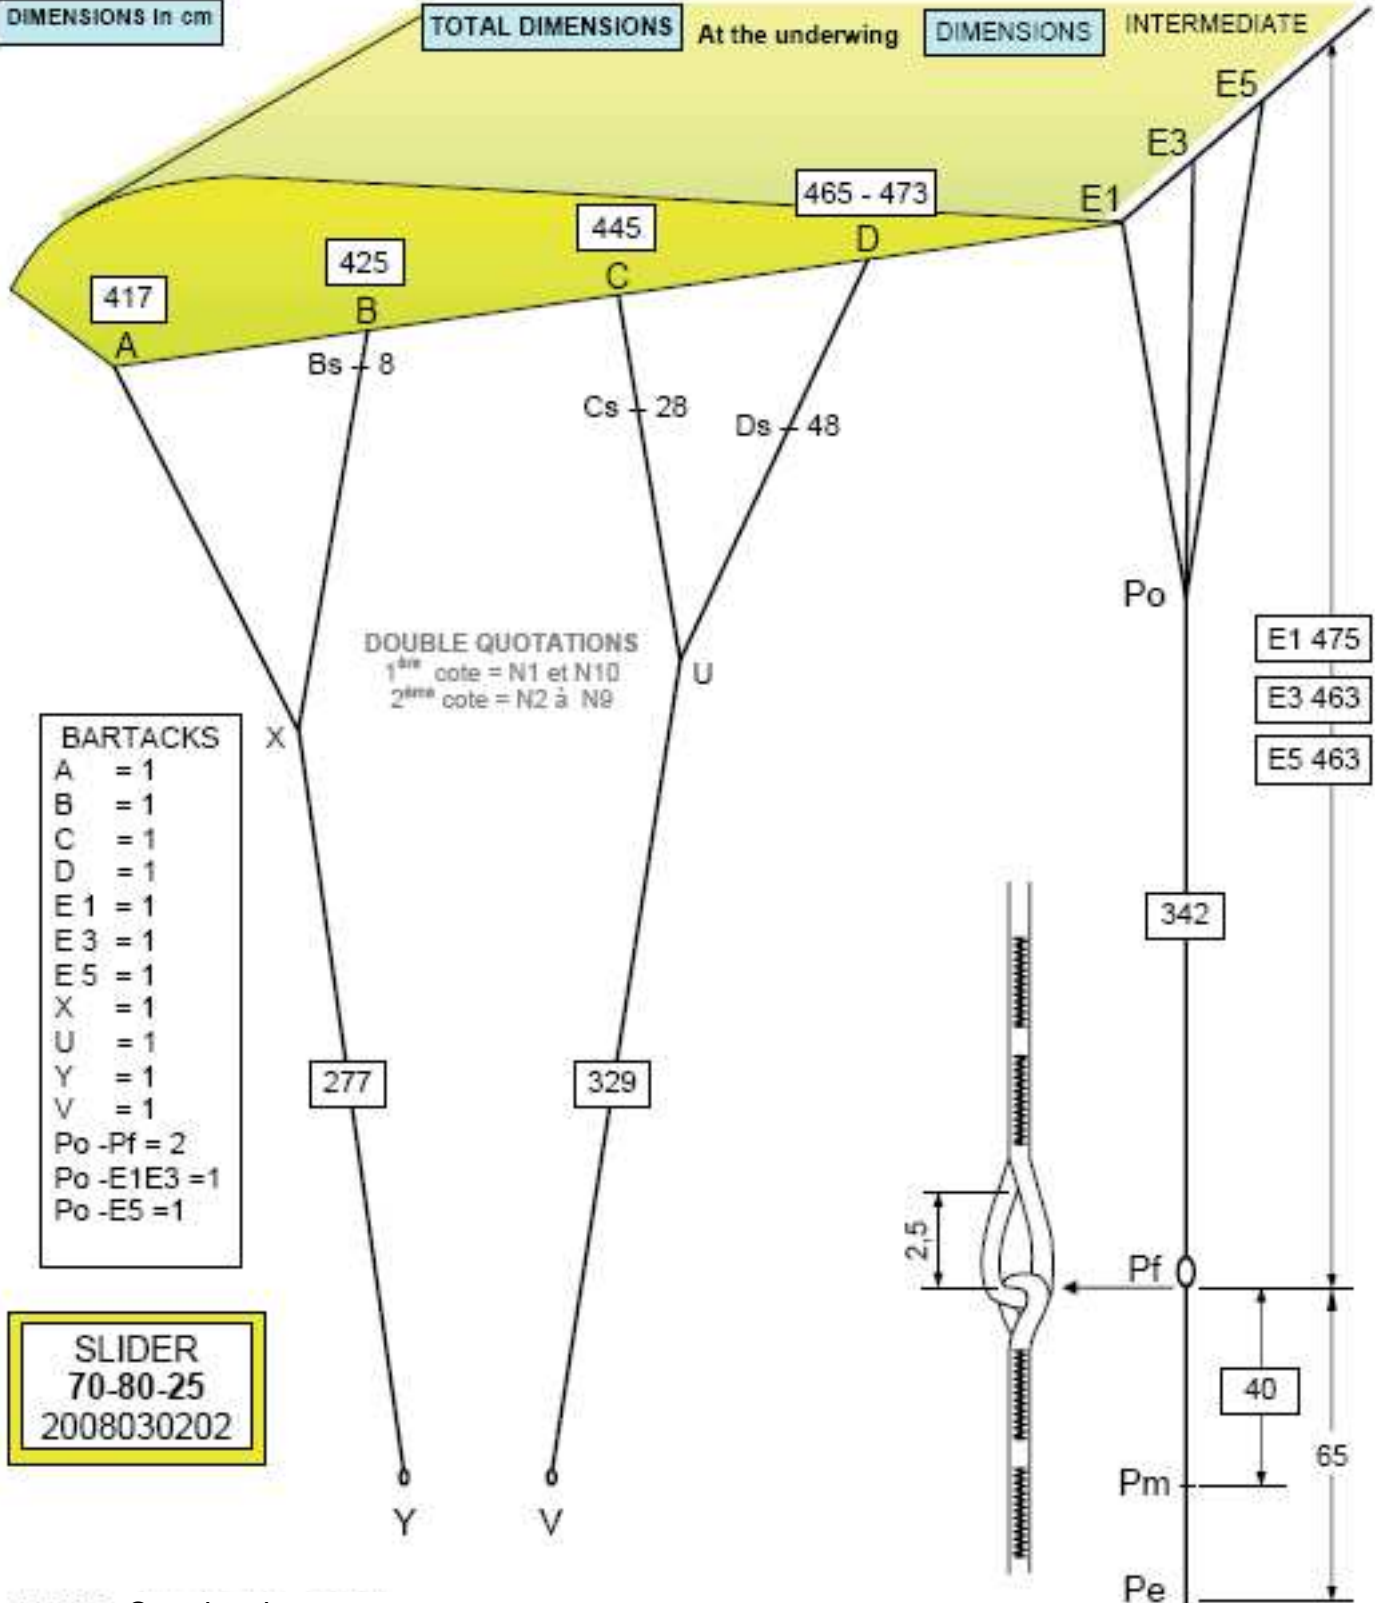 DIMENSIONS In cm
TOTAL DIMENSIONS At the underwing DIMENSIONS INTERMEDIATE
E5
E3
E1
465 - 473
D
445
C
425
B
417
A
Bs 8
Cs 28
Ds 48
Po
DOUBLE QUOTATIONS
1ère cote = N1 et N10
2ème cote = N2 à N9
U
X
E1 475
E3 463
E5 463
BARTACKS
A = 1
B = 1
C = 1
D = 1
E 1 = 1
E 3 = 1
E 5 = 1
X = 1
U = 1
Y = 1
V = 1
Po -Pf = 2
Po -E1E3 =1
Po -E5 =1
342
277
329
2,5
Pf
SLIDER
70-80-25
2008030202
40
65
Pm
Y
V
Pe